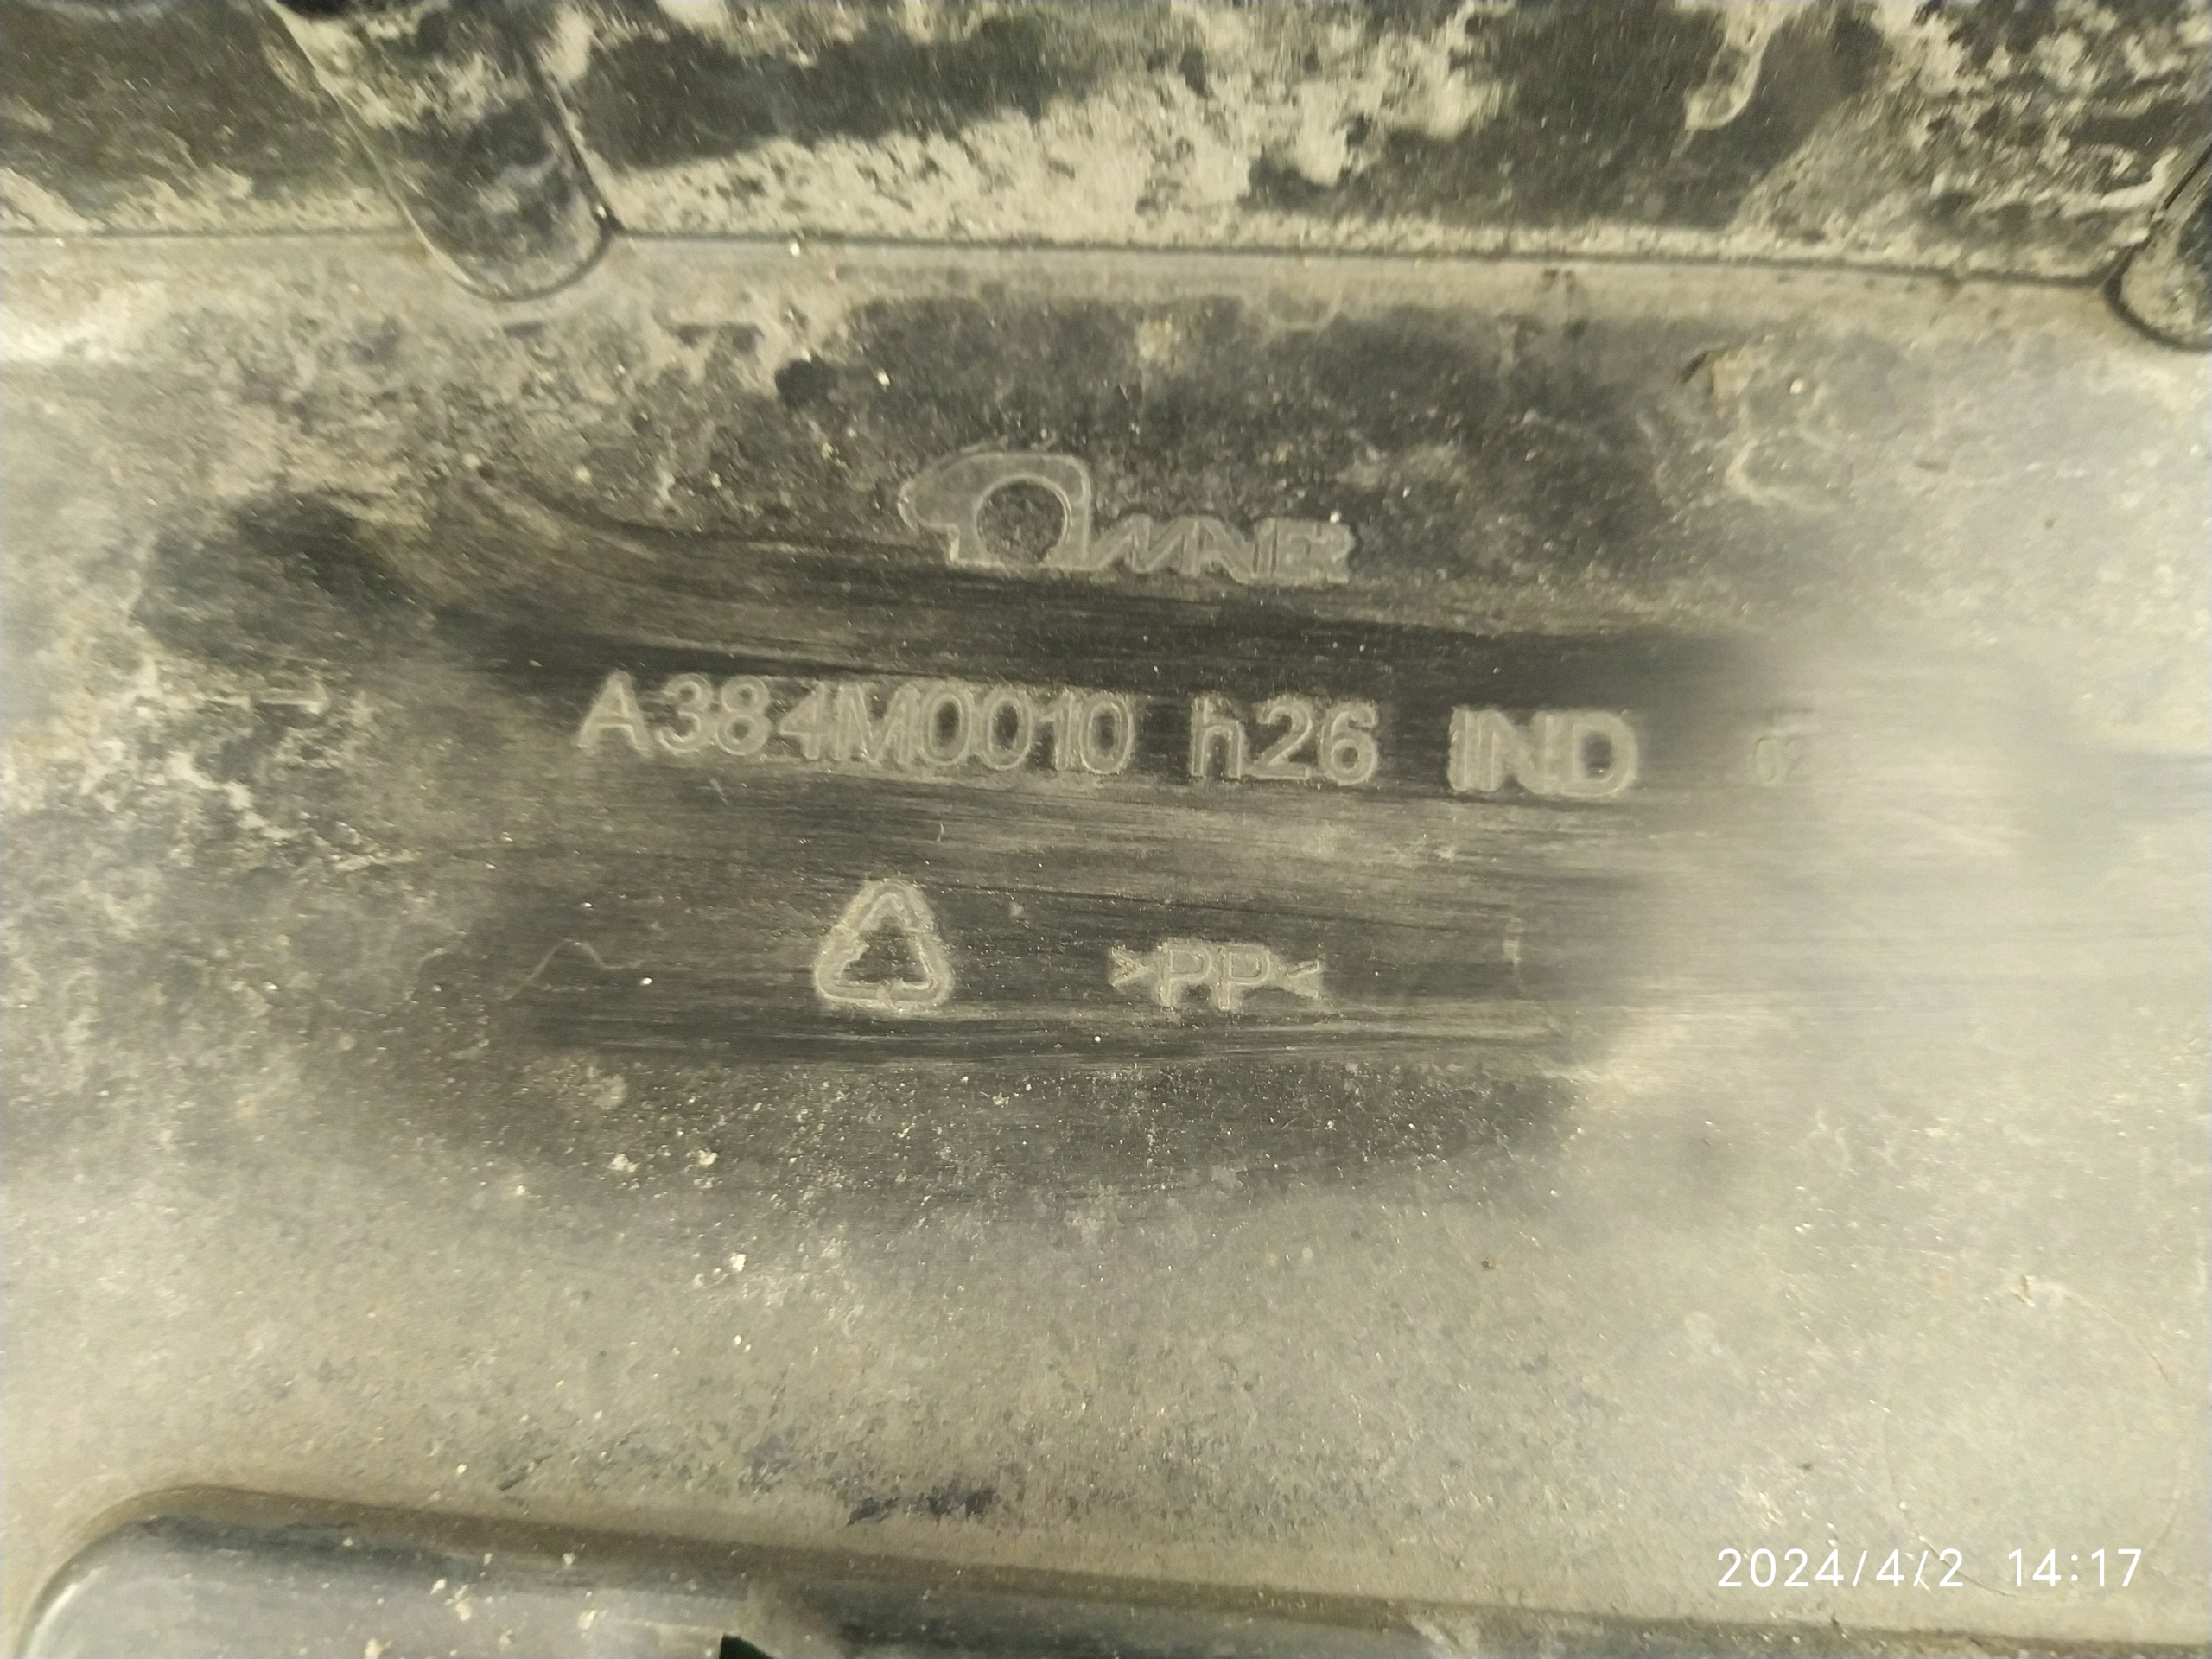 MAIER
A384M0010 h26 IND
>PP<
2024/4/2 14:17